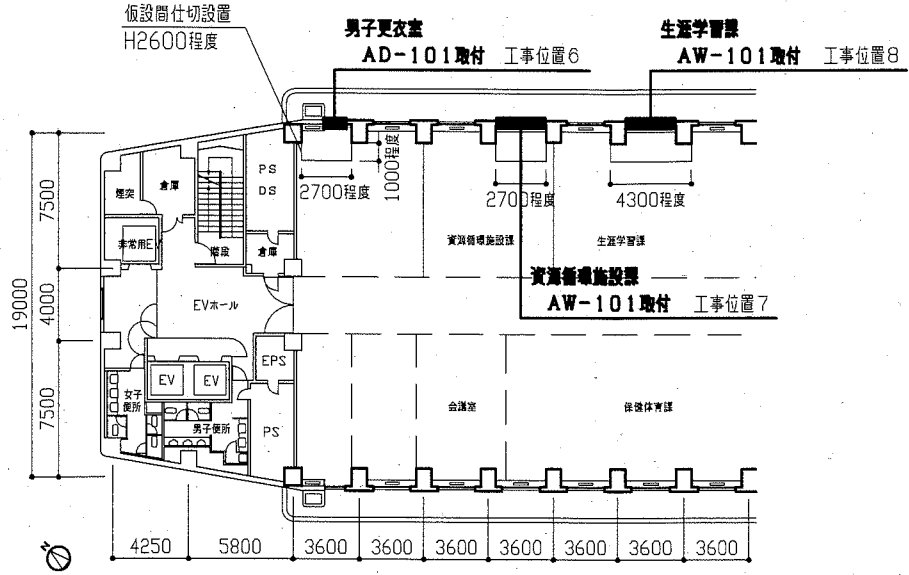 仮設間仕切設置
H2600程度
男子更衣室
AD-101取付 工事位置6
生涯学習課
AW-101取付 工事位置8
7500
4000
7500
19000
煙突
倉庫
PS
DS
2700程度
1000程度
2700程度
4300程度
非常用EV
階段
倉庫
資源循環施設課
生涯学習課
資源循環施設課
AW-101取付 工事位置7
EVホール
EPS
EV
EV
女子
便所
男子便所
PS
会議室
保健体育課
N
4250
5800
3600
3600
3600
3600
3600
3600
3600